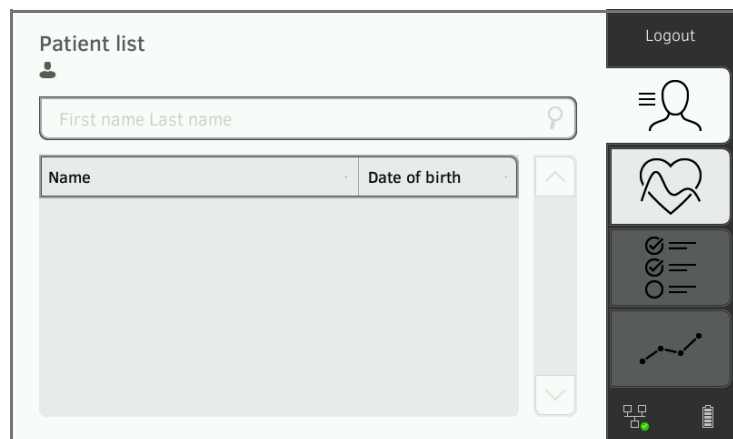 Patient list
Logout
First name Last name
Name
Date of birth